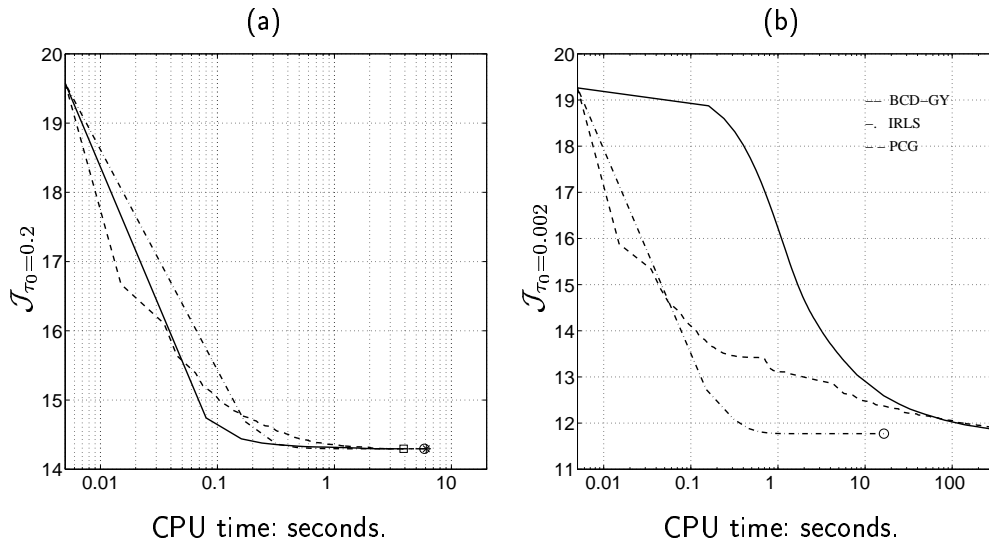 (a)
(b)
20
19
18
17
16
15
14
0.01
0.1
1
10
𝒥τ₀=0.2
CPU time: seconds.
20
19
18
17
16
15
14
13
12
11
0.01
0.1
1
10
100
𝒥τ₀=0.002
BCD−GY
IRLS
PCG
CPU time: seconds.